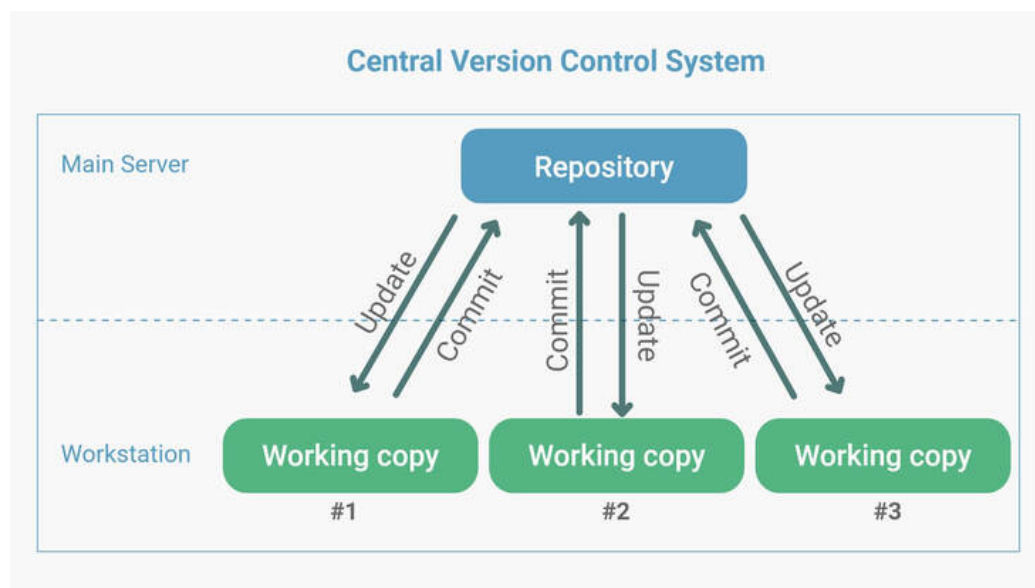 Central Version Control System
Main Server
Repository
Update
Commit
Commit
Update
Commit
Update
Workstation
Working copy
Working copy
Working copy
#1
#2
#3